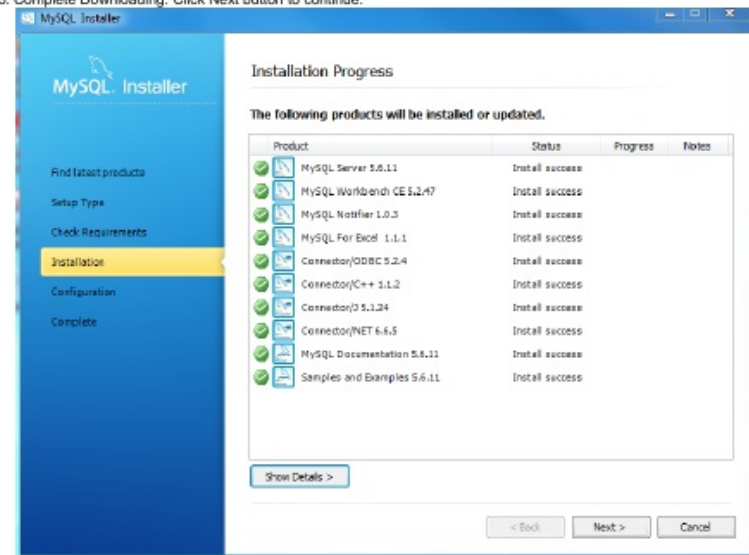 Complete Downloading. Click Next button to continue.
MySQL Installer
MySQL. Installer
Find latest products
Setup Type
Check Requirements
Installation
Configuration
Complete
Installation Progress
The following products will be installed or updated.
Product Status Progress Notes
MySQL Server 5.6.11 Install success
MySQL Workbench CE 5.2.47 Install success
MySQL Notifier 1.0.3 Install success
MySQL For Excel 1.1.1 Install success
Connector/ODBC 5.2.4 Install success
Connector/C++ 1.1.2 Install success
Connector/J 5.1.24 Install success
Connector/NET 6.6.5 Install success
MySQL Documentation 5.6.11 Install success
Samples and Examples 5.6.11 Install success
Show Details >
< Back Next > Cancel